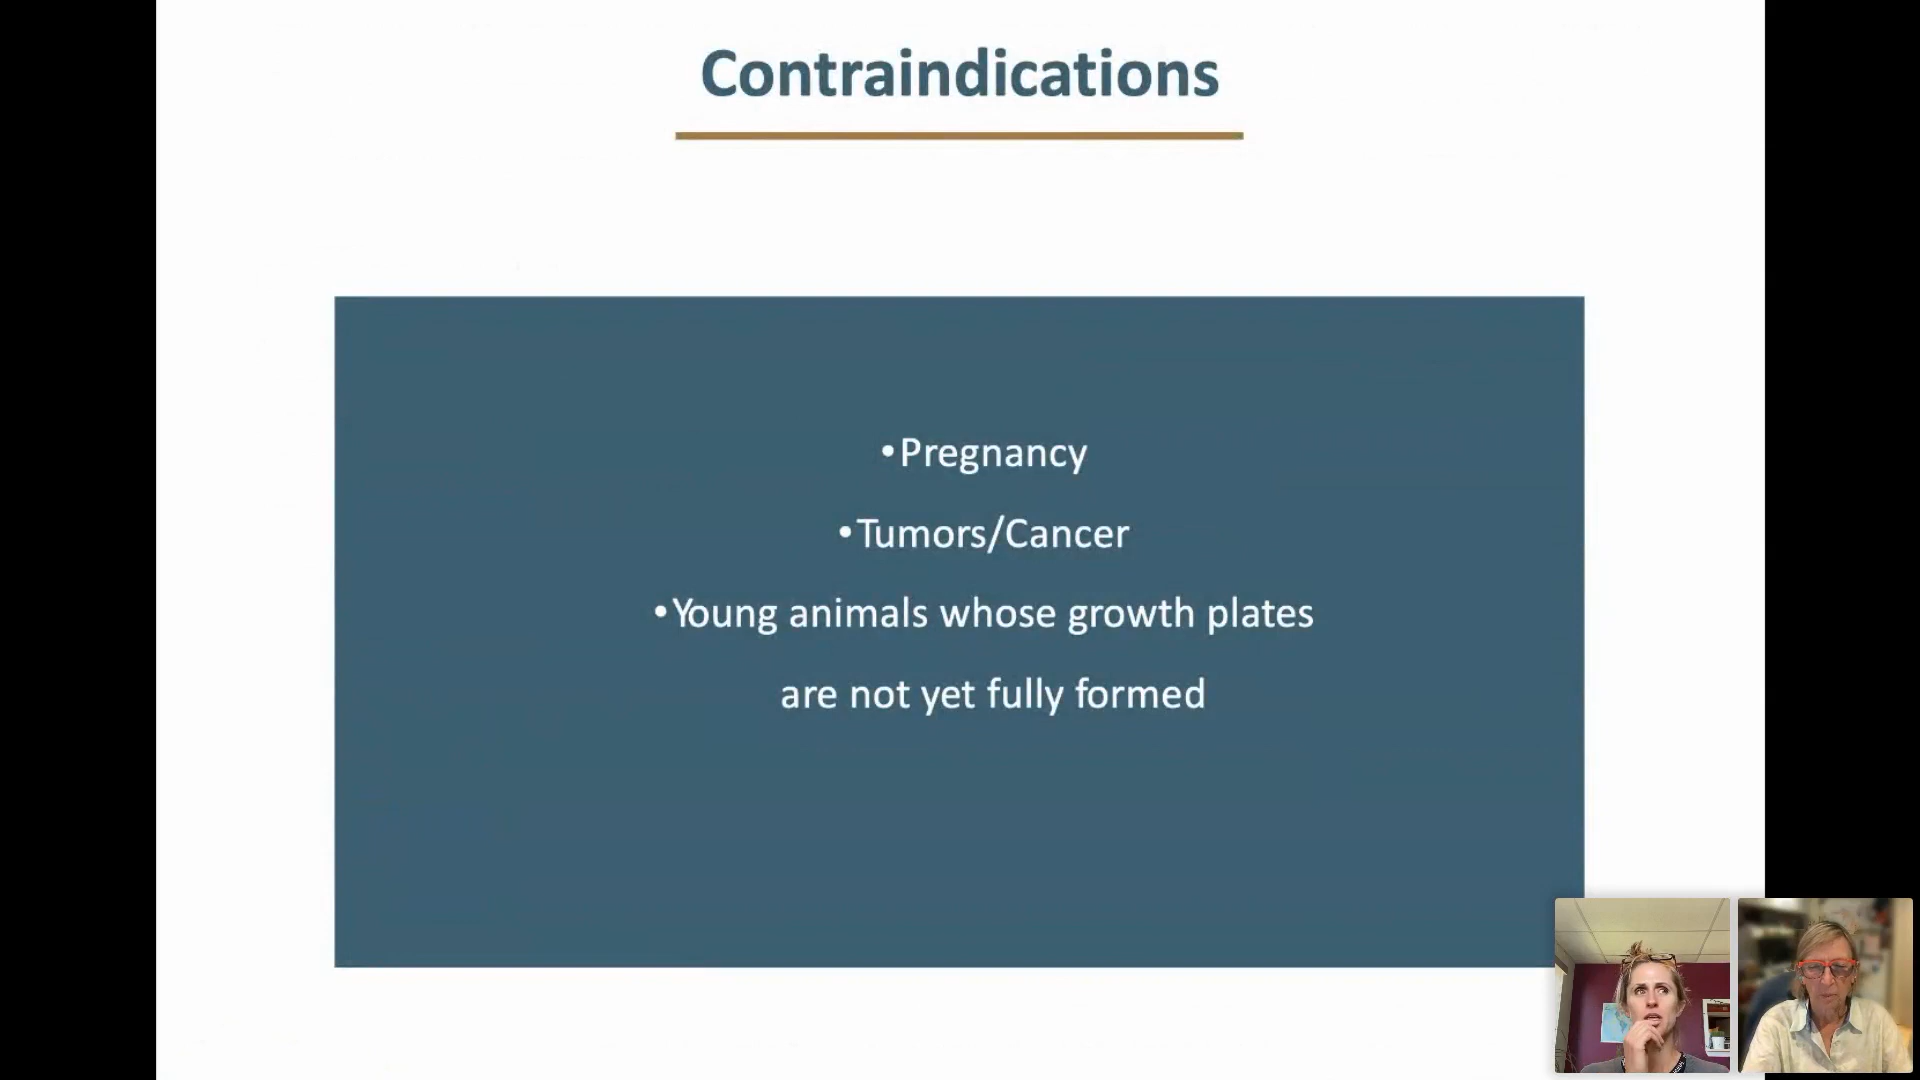 Contraindications
•Pregnancy
•Tumors/Cancer
•Young animals whose growth plates
are not yet fully formed